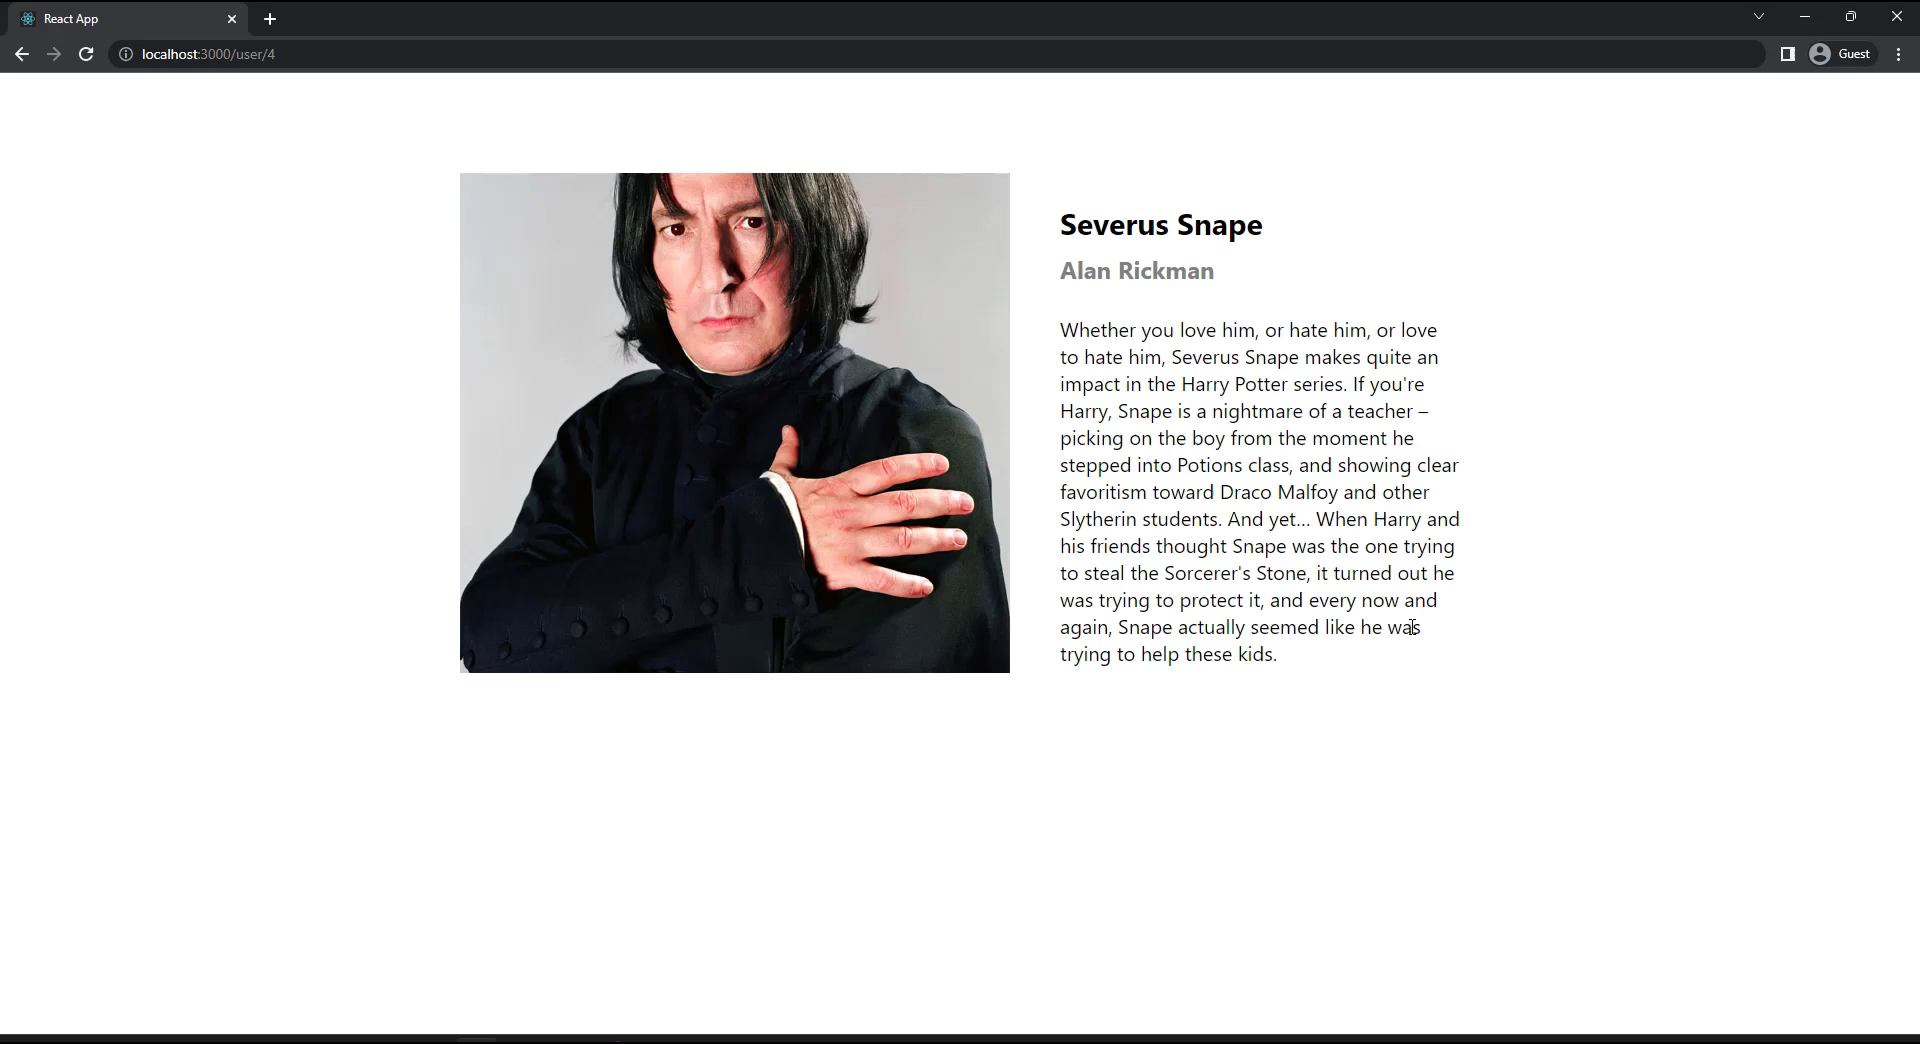 React App
localhost:3000/user/4
Guest
Severus Snape
Alan Rickman
Whether you love him, or hate him, or love
to hate him, Severus Snape makes quite an
impact in the Harry Potter series. If you're
Harry, Snape is a nightmare of a teacher –
picking on the boy from the moment he
stepped into Potions class, and showing clear
favoritism toward Draco Malfoy and other
Slytherin students. And yet... When Harry and
his friends thought Snape was the one trying
to steal the Sorcerer's Stone, it turned out he
was trying to protect it, and every now and
again, Snape actually seemed like he was
trying to help these kids.